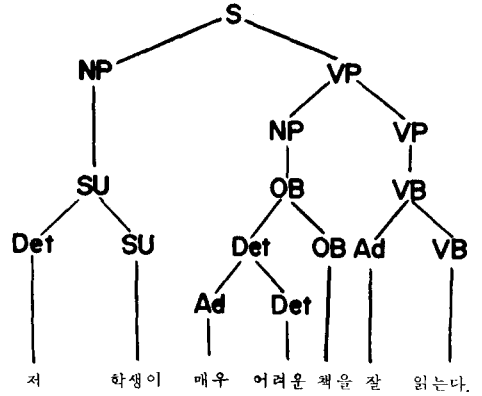 S
NP VP
NP VP
SU OB VB
Det SU Det OB Ad VB
Ad Det
저 학생이 매우 어려운 책을 잘 읽는다.